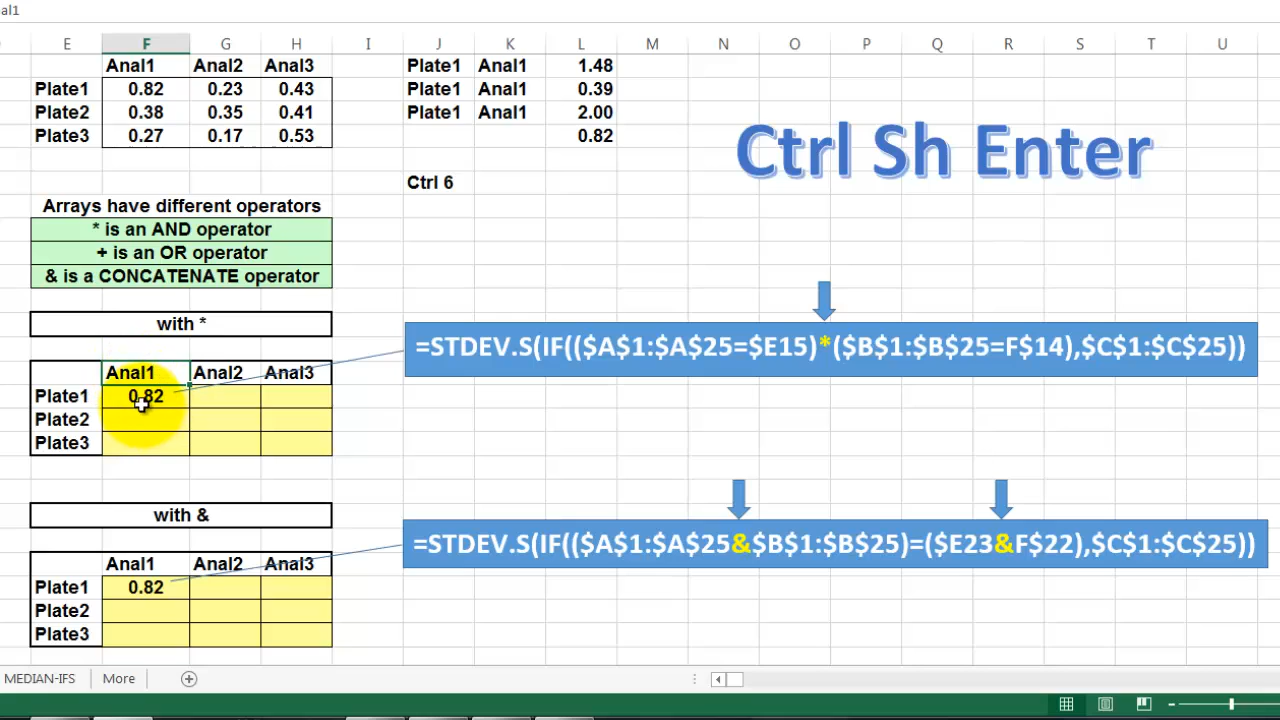 al1
E F G H I J K L M N O P Q R S T U
Anal1 Anal2 Anal3 Plate1 Anal1 1.48
Plate1 0.82 0.23 0.43 Plate1 Anal1 0.39
Plate2 0.38 0.35 0.41 Plate1 Anal1 2.00
Plate3 0.27 0.17 0.53 0.82
Ctrl Sh Enter
Ctrl 6
Arrays have different operators
* is an AND operator
+ is an OR operator
& is a CONCATENATE operator
with *
=STDEV.S(IF(($A$1:$A$25=$E15)*($B$1:$B$25=F$14),$C$1:$C$25))
Anal1 Anal2 Anal3
Plate1 0.82
Plate2
Plate3
with &
=STDEV.S(IF(($A$1:$A$25&$B$1:$B$25)=($E23&F$22),$C$1:$C$25))
Anal1 Anal2 Anal3
Plate1 0.82
Plate2
Plate3
MEDIAN-IFS More